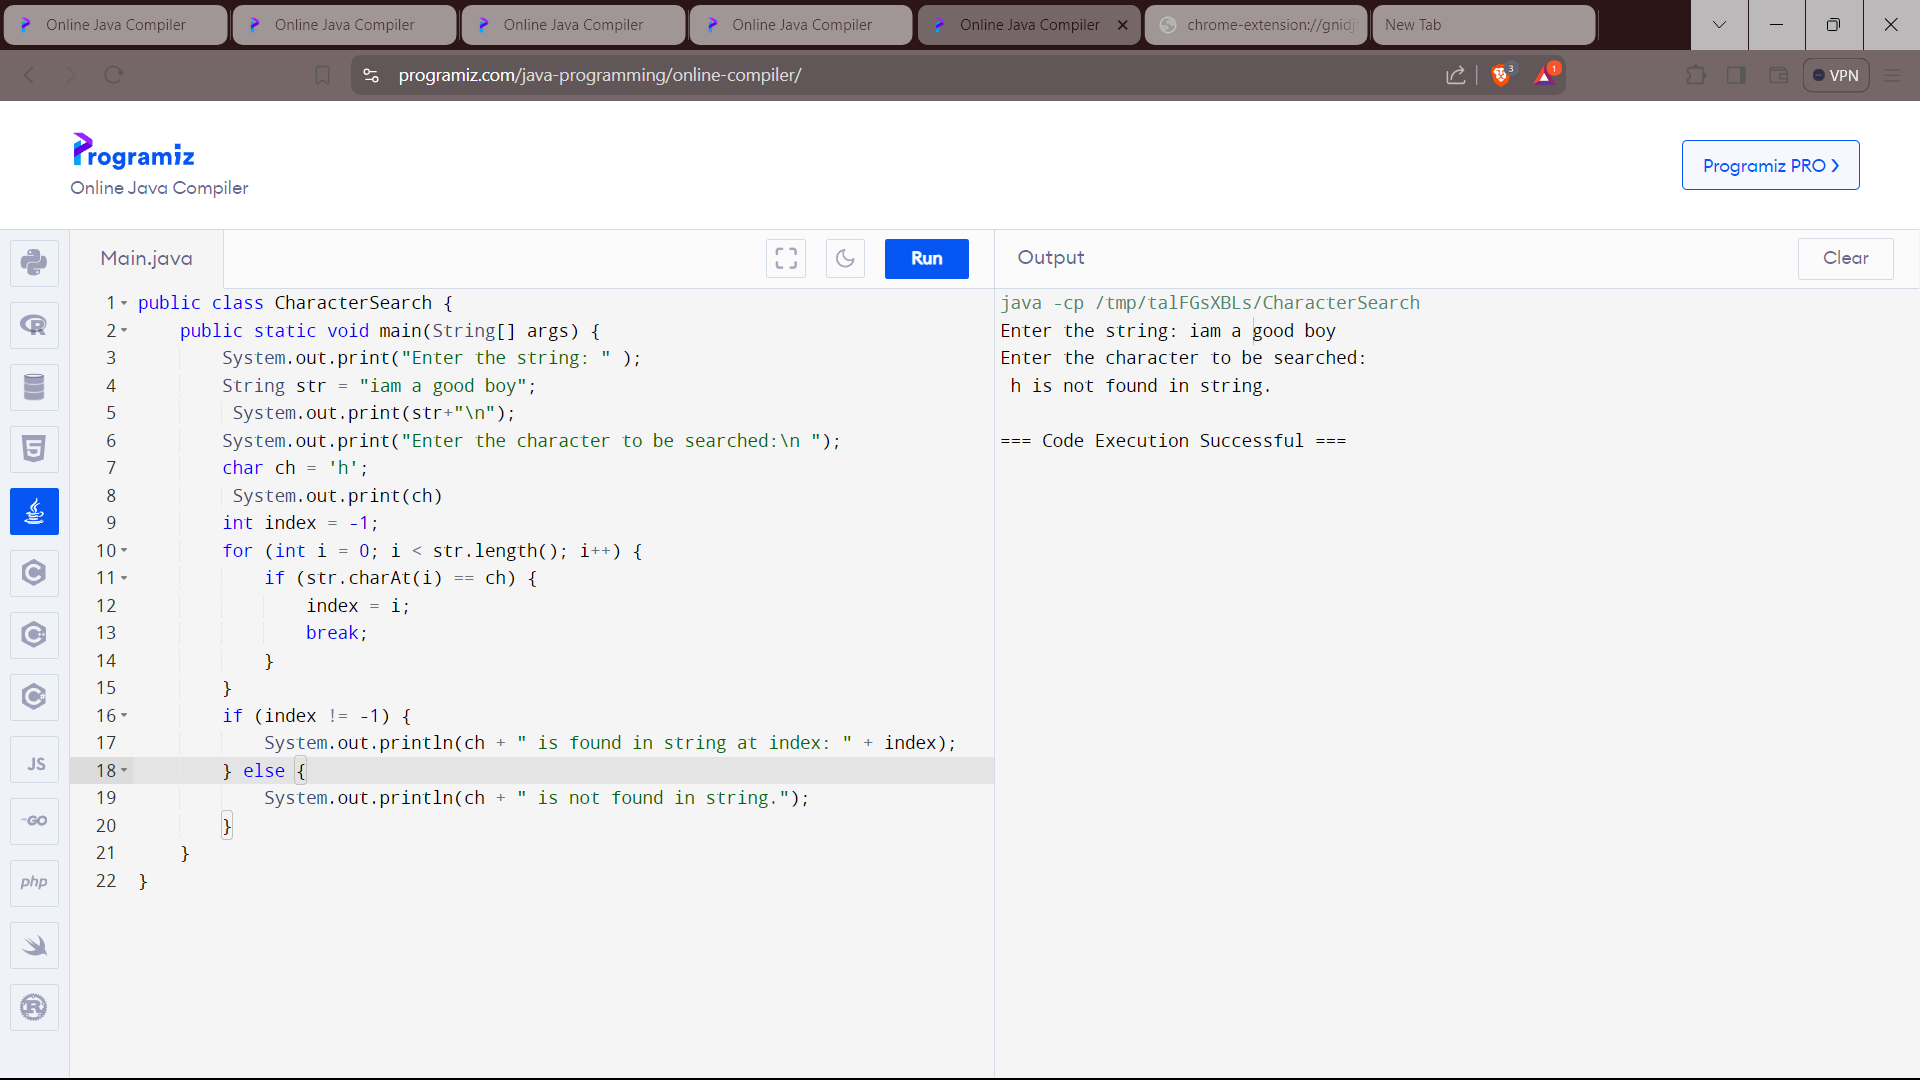 Online Java Compiler
Online Java Compiler
Online Java Compiler
Online Java Compiler
Online Java Compiler
chrome-extension://gnidj
New Tab
programiz.com/java-programming/online-compiler/
3
1
VPN
Programiz
Online Java Compiler
Programiz PRO
Main.java
Run
1 public class CharacterSearch {
2     public static void main(String[] args) {
3         System.out.print("Enter the string: " );
4         String str = "iam a good boy";
5          System.out.print(str+"\n");
6         System.out.print("Enter the character to be searched:\n ");
7         char ch = 'h';
8          System.out.print(ch)
9         int index = -1;
10         for (int i = 0; i < str.length(); i++) {
11             if (str.charAt(i) == ch) {
12                 index = i;
13                 break;
14             }
15         }
16         if (index != -1) {
17             System.out.println(ch + " is found in string at index: " + index);
18         } else {
19             System.out.println(ch + " is not found in string.");
20         }
21     }
22 }
Output
Clear
java -cp /tmp/talFGsXBLs/CharacterSearch
Enter the string: iam a good boy
Enter the character to be searched:
 h is not found in string.
=== Code Execution Successful ===
R
5
C
C
C
JS
GO
php
R